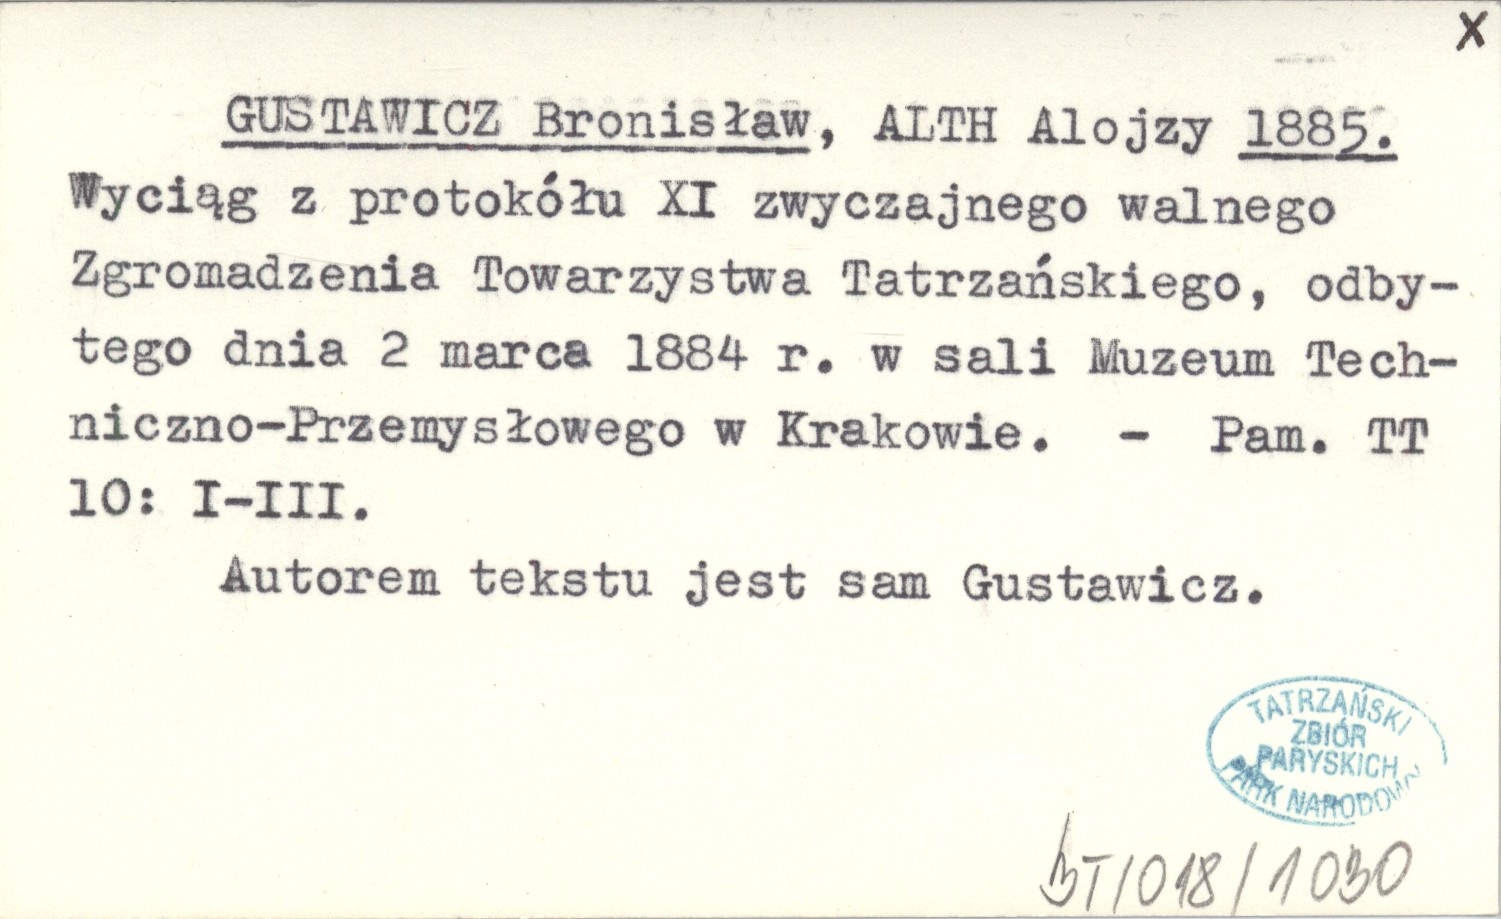 X
GUSTAWICZ Bronisław, ALTH Alojzy 1885.
Wyciąg z protokółu XI zwyczajnego walnego
Zgromadzenia Towarzystwa Tatrzańskiego, odby-
tego dnia 2 marca 1884 r. w sali Muzeum Tech-
niczno-Przemysłowego w Krakowie. - Pam. TT
10: I-III.
Autorem tekstu jest sam Gustawicz.
TATRZAŃSKI
ZBIÓR
PARYSKICH
PARK NARODOWY
BT/018/1030